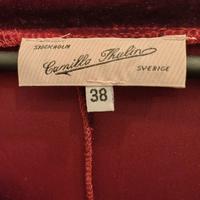 STOCKHOLM
Camilla Thulin
SVERIGE
38